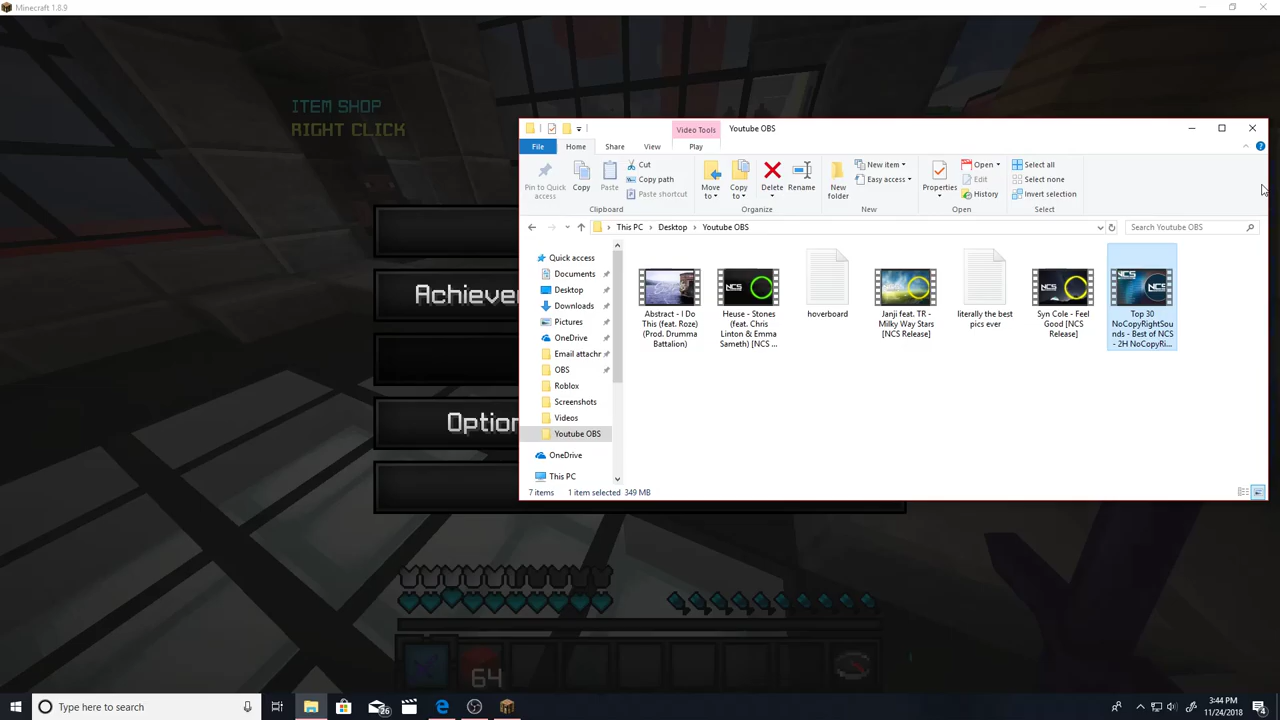 Minecraft 1.8.9
ITEM SHOP
RIGHT CLICK
Achieve
Option
64
Video Tools
Youtube OBS
File
Home
Share
View
Play
Pin to Quick access
Copy
Paste
Cut
Copy path
Paste shortcut
Clipboard
Move to
Copy to
Delete
Rename
Organize
New folder
New item
Easy access
New
Properties
Open
Edit
History
Open
Select all
Select none
Invert selection
Select
This PC > Desktop > Youtube OBS
Search Youtube OBS
Quick access
Documents
Desktop
Downloads
Pictures
OneDrive
Email attachr
OBS
Roblox
Screenshots
Videos
Youtube OBS
OneDrive
This PC
Abstract - I Do
This (feat. Roze)
(Prod. Drumma
Battalion)
NCS
Heuse - Stones
(feat. Chris
Linton & Emma
Sameth) [NCS ...
hoverboard
Janji feat. TR -
Milky Way Stars
[NCS Release]
literally the best
pics ever
Syn Cole - Feel
Good [NCS
Release]
NCS
Top 30
NoCopyRightSou
nds - Best of NCS
- 2H NoCopyRi...
7 items
1 item selected 349 MB
Type here to search
26
3:44 PM
11/24/2018
4